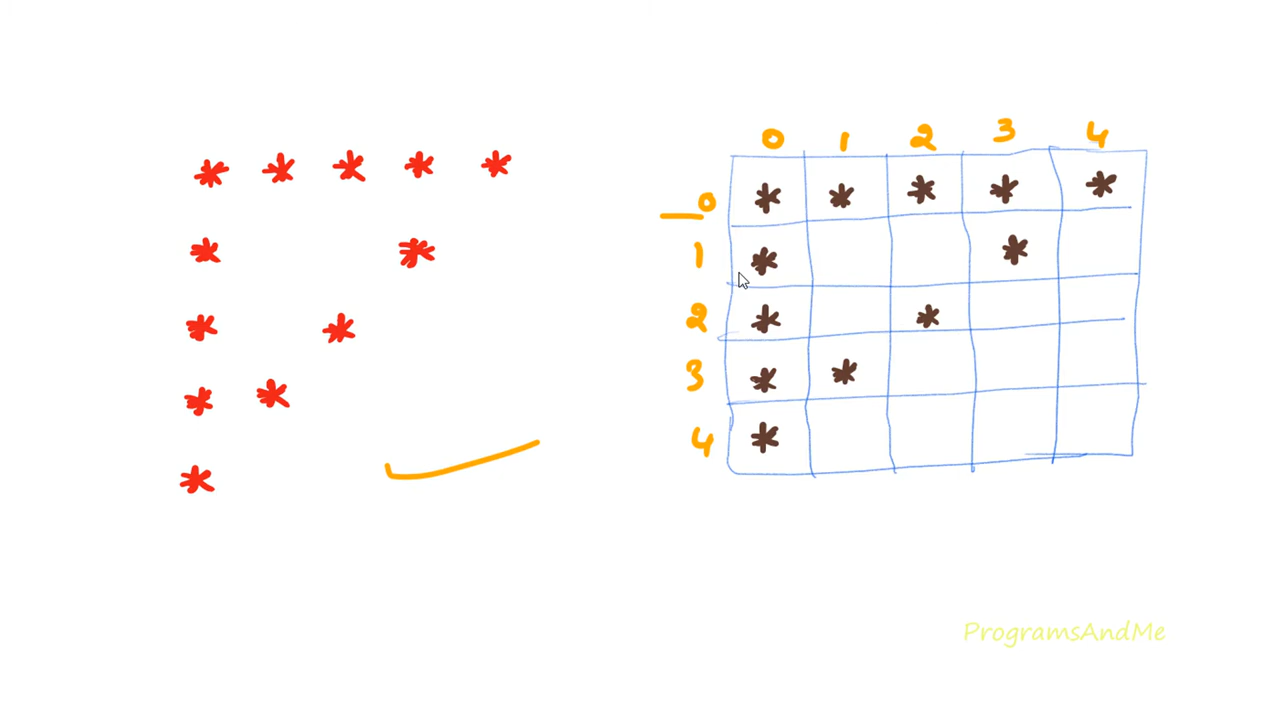 * * * * *
* *
* *
* *
*
0 1 2 3 4
0 * * * * *
1 * *
2 * *
3 * *
4 *
ProgramsAndMe